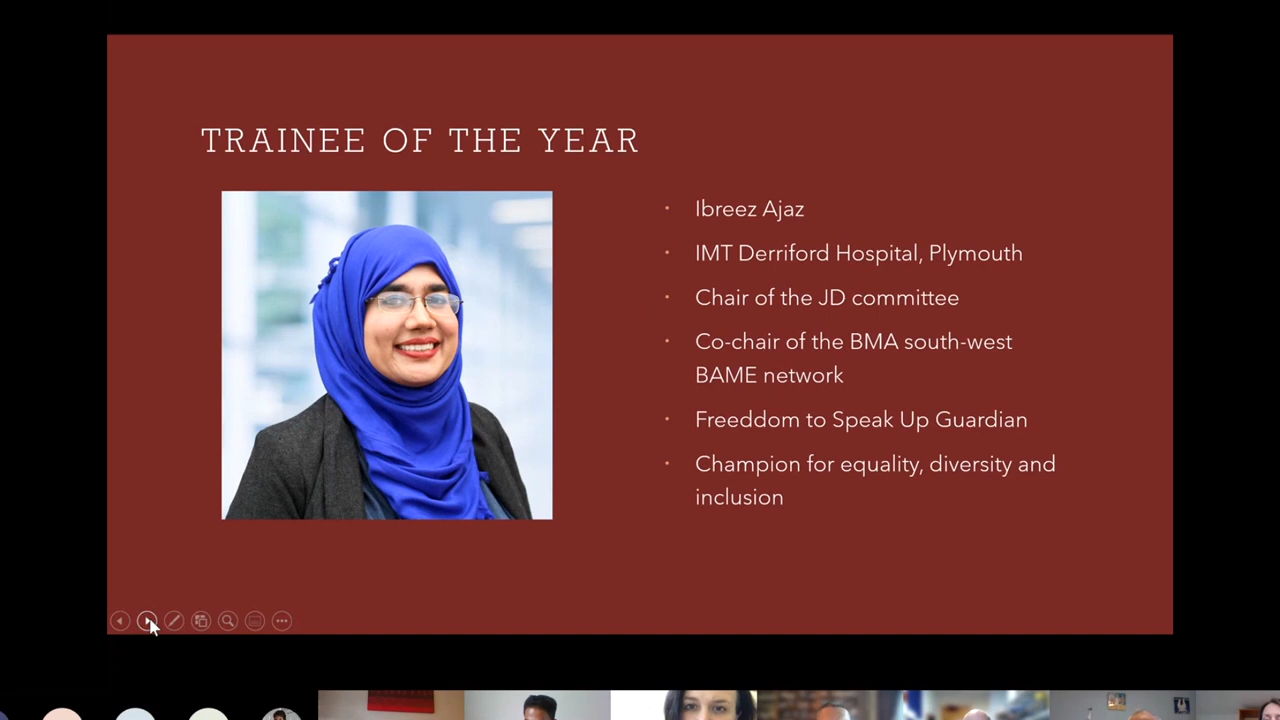 TRAINEE OF THE YEAR
Ibreez Ajaz
IMT Derriford Hospital, Plymouth
Chair of the JD committee
Co-chair of the BMA south-west
BAME network
Freeddom to Speak Up Guardian
Champion for equality, diversity and
inclusion